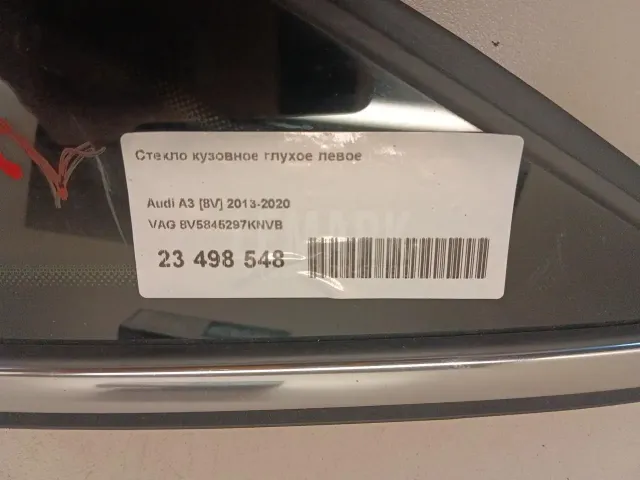 Стекло кузовное глухое левое
Audi A3 [8V] 2013-2020
VAG 8V5845297KNVB
23 498 548